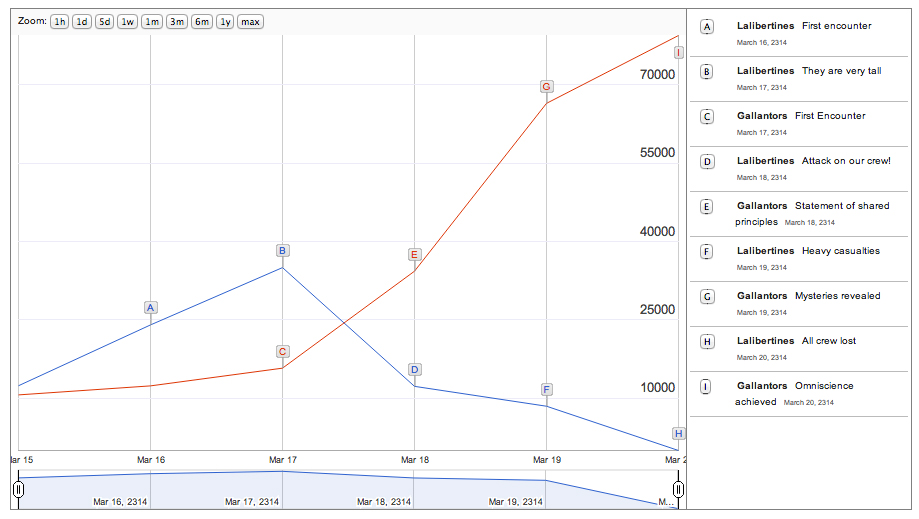 Zoom: 1h 1d 5d 1w 1m 3m 6m 1y max
I
70000
G
55000
40000
B
E
25000
A
C
10000
D
F
H
ar 15 Mar 16 Mar 17 Mar 18 Mar 19 Mar 2
Mar 16, 2314 Mar 17, 2314 Mar 18, 2314 Mar 19, 2314 M...
A Lalibertines First encounter
March 16, 2314
B Lalibertines They are very tall
March 17, 2314
C Gallantors First Encounter
March 17, 2314
D Lalibertines Attack on our crew!
March 18, 2314
E Gallantors Statement of shared
principles March 18, 2314
F Lalibertines Heavy casualties
March 19, 2314
G Gallantors Mysteries revealed
March 19, 2314
H Lalibertines All crew lost
March 20, 2314
I Gallantors Omniscience
achieved March 20, 2314